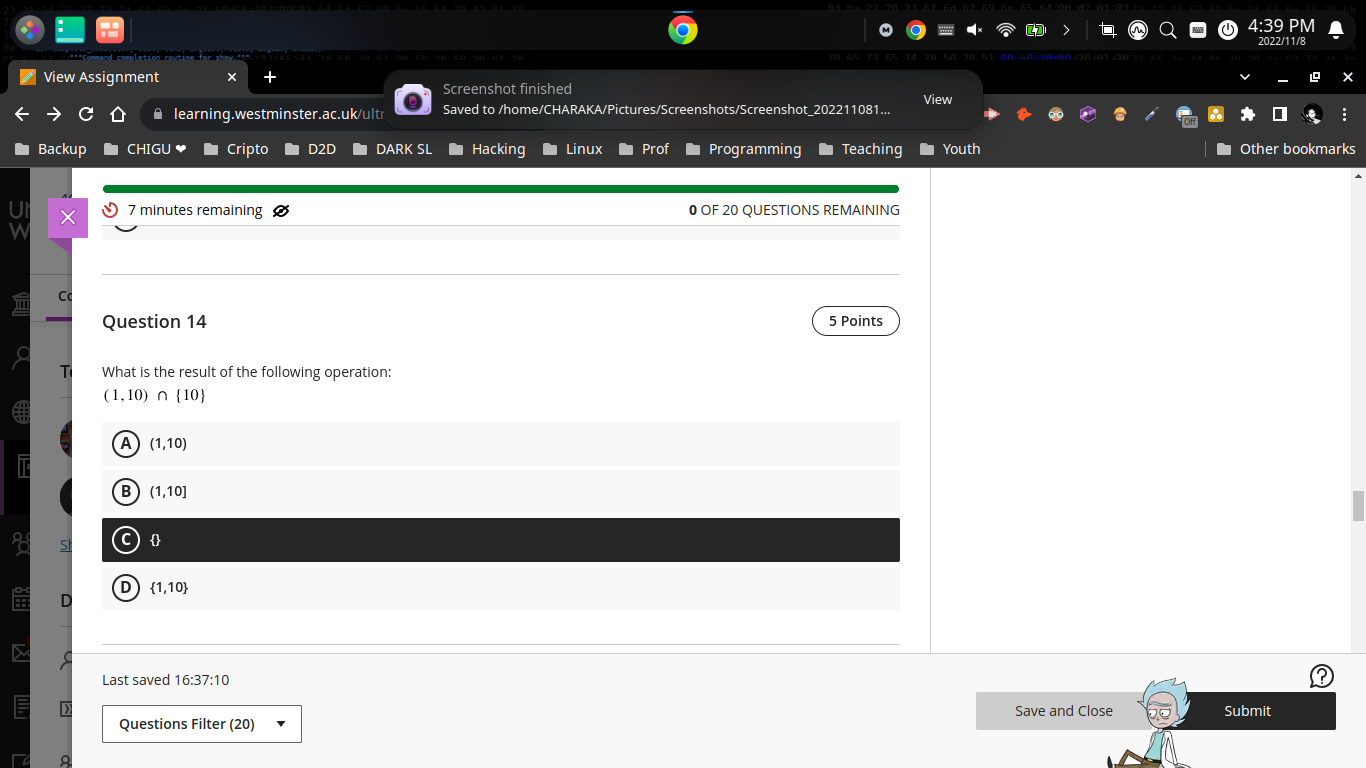 4:39 PM
2022/11/8
View Assignment
Screenshot finished
Saved to /home/CHARAKA/Pictures/Screenshots/Screenshot_202211081...
View
learning.westminster.ac.uk/ultr
Off
Backup CHIGU ❤ Cripto D2D DARK SL Hacking Linux Prof Programming Teaching Youth Other bookmarks
7 minutes remaining
0 OF 20 QUESTIONS REMAINING
Question 14
5 Points
What is the result of the following operation:
(1,10) ∩ {10}
A (1,10)
B (1,10]
C {}
D {1,10}
Last saved 16:37:10
Questions Filter (20)
Save and Close
Submit